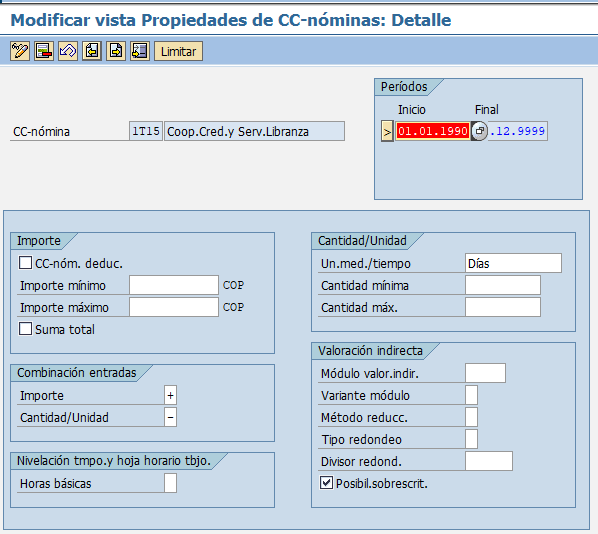 Modificar vista Propiedades de CC-nóminas: Detalle
Limitar
Períodos
Inicio Final
CC-nómina 1T15 Coop.Cred.y Serv.Libranza > 01.01.1990 .12.9999
Importe
CC-nóm. deduc.
Importe mínimo COP
Importe máximo COP
Suma total
Cantidad/Unidad
Un.med./tiempo Días
Cantidad mínima
Cantidad máx.
Combinación entradas
Importe +
Cantidad/Unidad -
Valoración indirecta
Módulo valor.indir.
Variante módulo
Método reducc.
Tipo redondeo
Divisor redond.
Posibil.sobrescrit.
Nivelación tmpo.y hoja horario tbjo.
Horas básicas